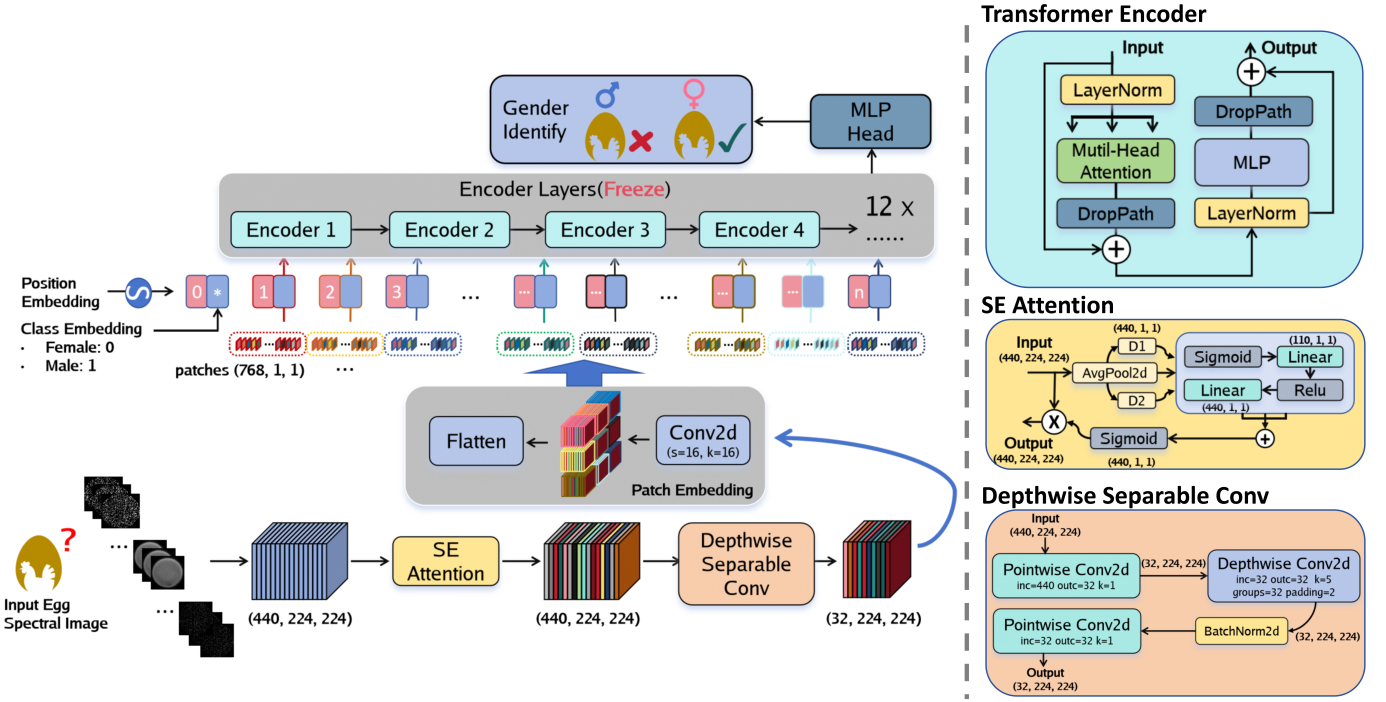 Transformer Encoder
Input
Output
LayerNorm
DropPath
Mutil-Head
Attention
MLP
DropPath
LayerNorm
Gender
Identify
MLP
Head
Encoder Layers(Freeze)
12 x
Encoder 1
Encoder 2
Encoder 3
Encoder 4
......
Position
Embedding
0 *
1
2
3
...
...
...
...
...
...
n
Class Embedding
· Female: 0
· Male: 1
patches (768, 1, 1)
...
Flatten
Conv2d
(s=16, k=16)
Patch Embedding
?
...
...
Input Egg
Spectral Image
(440, 224, 224)
SE
Attention
(440, 224, 224)
Depthwise
Separable
Conv
(32, 224, 224)
SE Attention
(440, 1, 1)
Input
(440, 224, 224)
D1
AvgPool2d
D2
(110, 1, 1)
Sigmoid
Linear
Linear
Relu
(440, 1, 1)
X
Output
(440, 224, 224)
Sigmoid
(440, 1, 1)
Depthwise Separable Conv
Input
(440, 224, 224)
Pointwise Conv2d
inc=440 outc=32 k=1
(32, 224, 224)
Depthwise Conv2d
inc=32 outc=32 k=5
groups=32 padding=2
Pointwise Conv2d
inc=32 outc=32 k=1
BatchNorm2d
(32, 224, 224)
Output
(32, 224, 224)